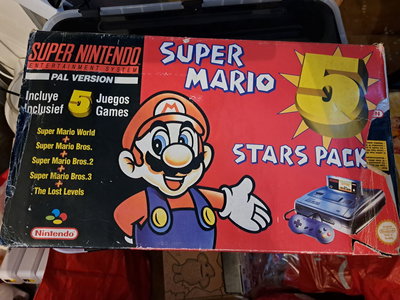 SUPER NINTENDO
ENTERTAINMENT SYSTEM
PAL VERSION
Incluye 5 Juegos
Inclusief 5 Games
Super Mario World
+
Super Mario Bros.
+
Super Mario Bros.2
+
Super Mario Bros.3
+
The Lost Levels
Nintendo
SUPER
MARIO
5
STARS PACK
M